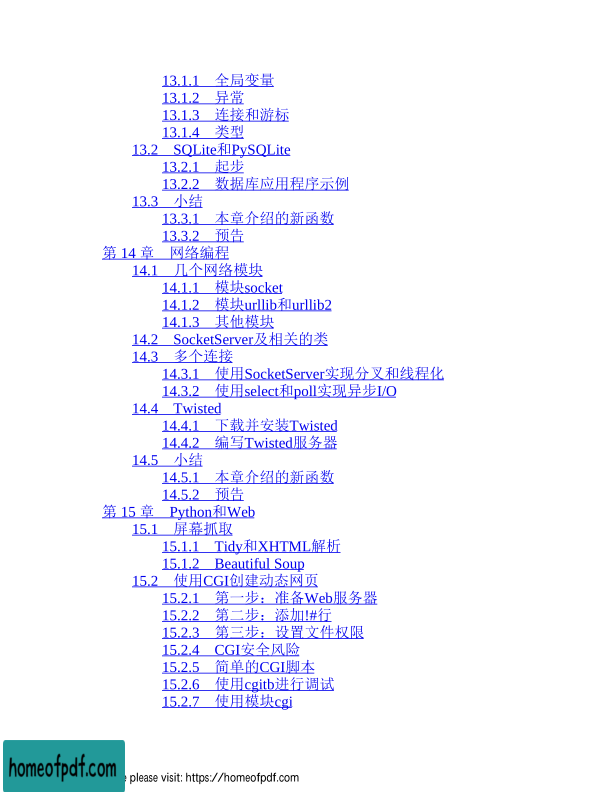 13.1.1　全局变量
13.1.2　异常
13.1.3　连接和游标
13.1.4　类型
13.2　SQLite和PySQLite
13.2.1　起步
13.2.2　数据库应用程序示例
13.3　小结
13.3.1　本章介绍的新函数
13.3.2　预告
第 14 章　网络编程
14.1　几个网络模块
14.1.1　模块socket
14.1.2　模块urllib和urllib2
14.1.3　其他模块
14.2　SocketServer及相关的类
14.3　多个连接
14.3.1　使用SocketServer实现分叉和线程化
14.3.2　使用select和poll实现异步I/O
14.4　Twisted
14.4.1　下载并安装Twisted
14.4.2　编写Twisted服务器
14.5　小结
14.5.1　本章介绍的新函数
14.5.2　预告
第 15 章　Python和Web
15.1　屏幕抓取
15.1.1　Tidy和XHTML解析
15.1.2　Beautiful Soup
15.2　使用CGI创建动态网页
15.2.1　第一步：准备Web服务器
15.2.2　第二步：添加!#行
15.2.3　第三步：设置文件权限
15.2.4　CGI安全风险
15.2.5　简单的CGI脚本
15.2.6　使用cgitb进行调试
15.2.7　使用模块cgi
homeofpdf.com
please visit: https://homeofpdf.com